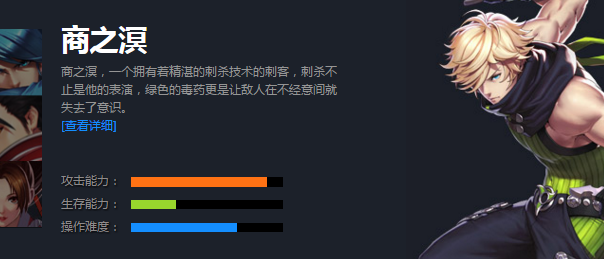 商之溟
商之溟，一个拥有着精湛的刺杀技术的刺客，刺杀不
止是他的表演，绿色的毒药更是让敌人在不经意间就
失去了意识。
[查看详细]
攻击能力：
生存能力：
操作难度：